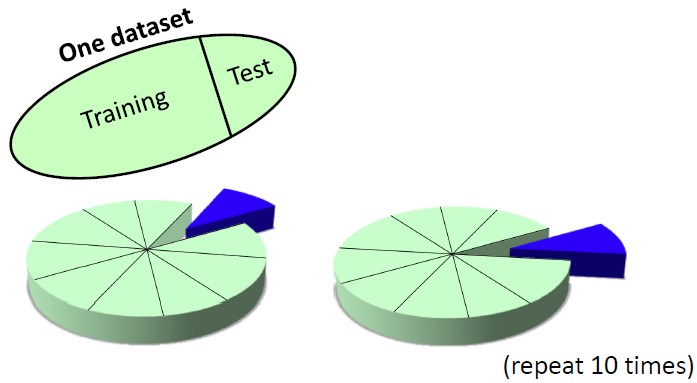 One dataset
Test
Training
(repeat 10 times)